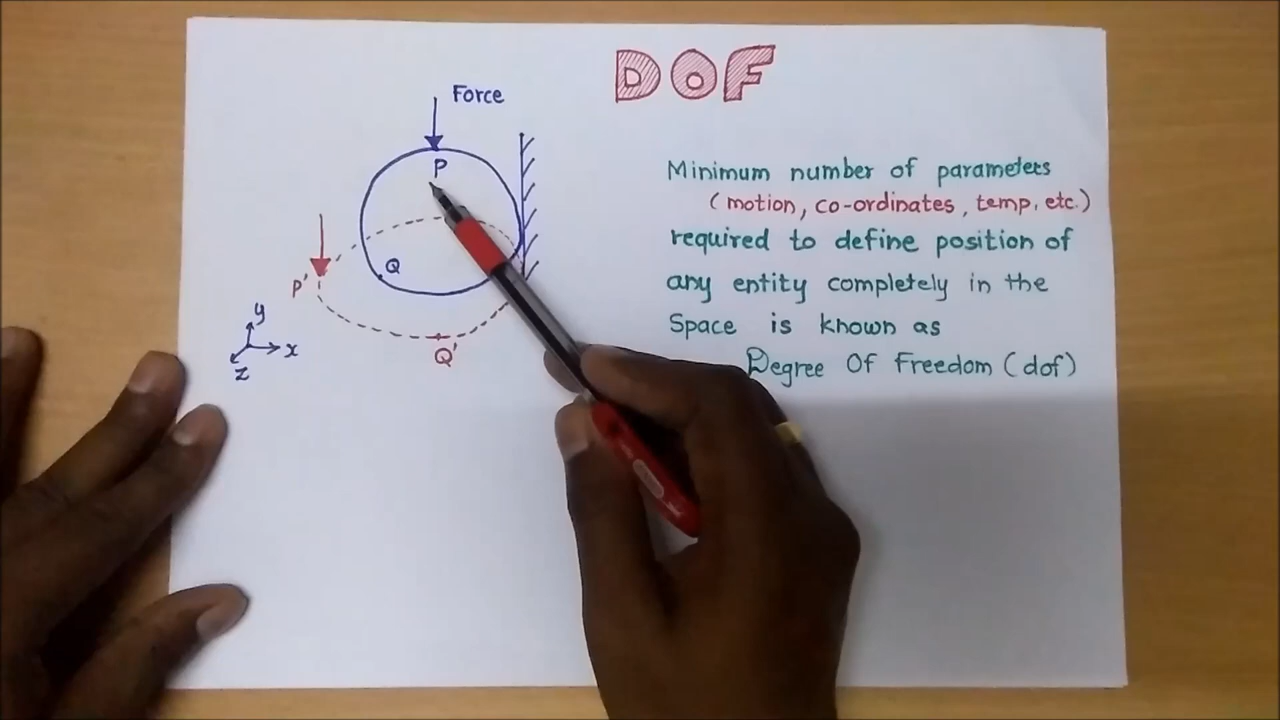 DOF
Force
P
Q
P'
Q'
y
x
z
Minimum number of parameters
(motion, co-ordinates, temp, etc.)
required to define position of
any entity completely in the
Space is known as
Degree Of Freedom (dof)